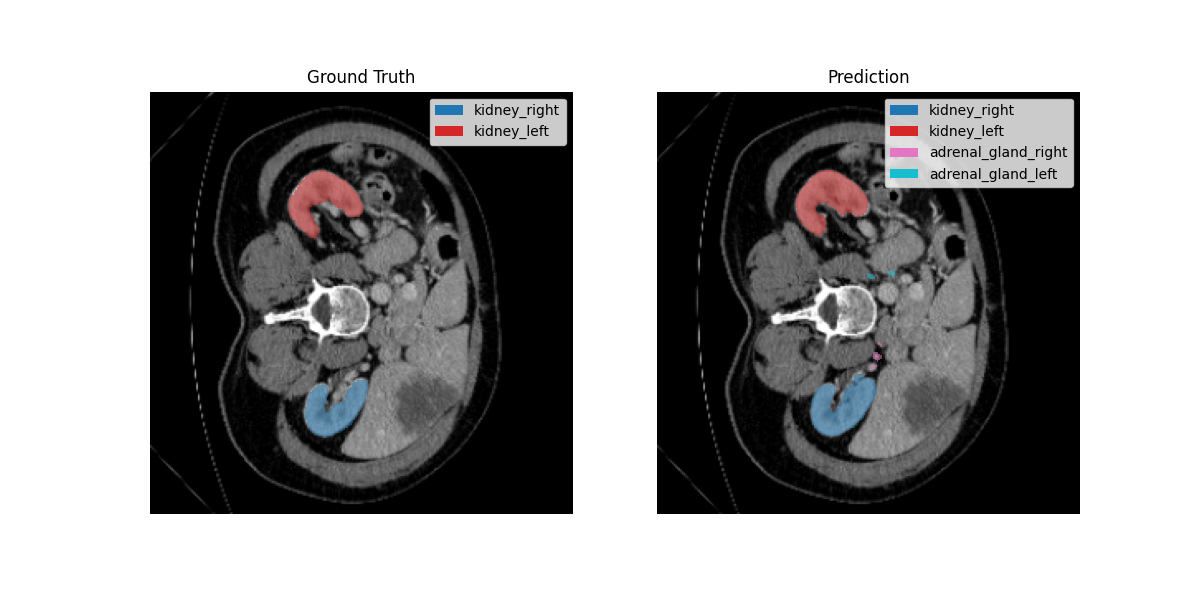 Ground Truth
kidney_right
kidney_left
Prediction
kidney_right
kidney_left
adrenal_gland_right
adrenal_gland_left